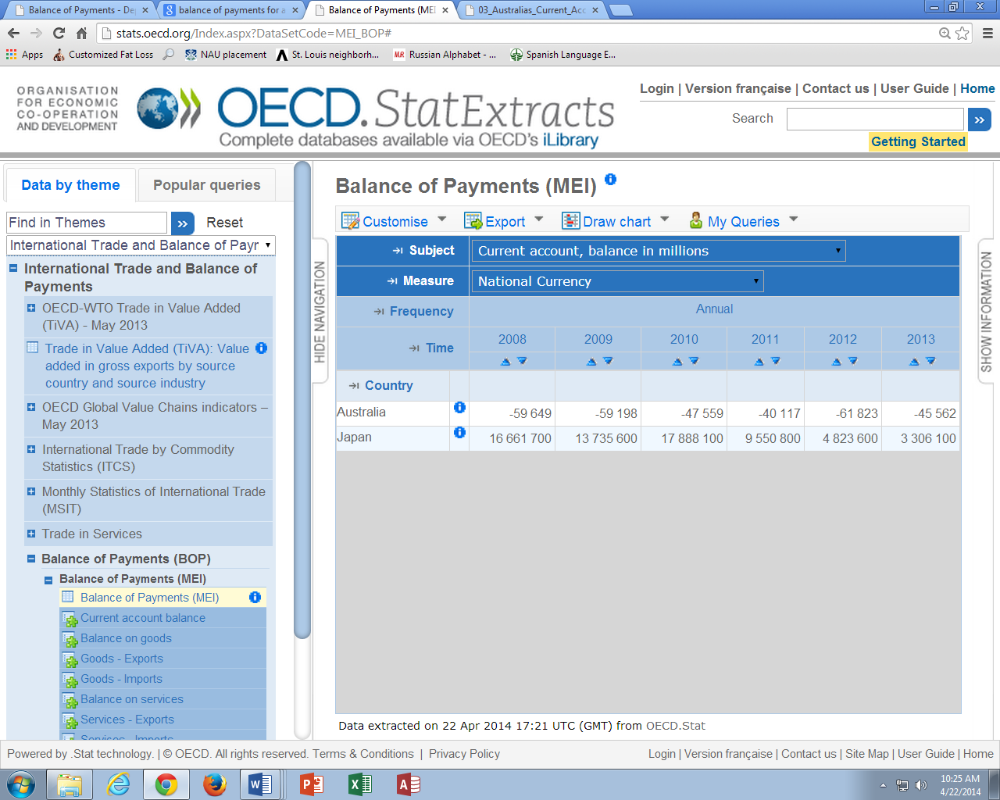 Balance of Payments - De
balance of payments for a
Balance of Payments (MEI
03_Australias_Current_Acc
stats.oecd.org/Index.aspx?DataSetCode=MEI_BOP#
Apps Customized Fat Loss NAU placement St. Louis neighborh... MR Russian Alphabet - ... Spanish Language E...
ORGANISATION
FOR ECONOMIC
CO-OPERATION
AND DEVELOPMENT
OECD.StatExtracts
Complete databases available via OECD's iLibrary
Login | Version française | Contact us | User Guide | Home
Search
Getting Started
Data by theme Popular queries
Find in Themes Reset
International Trade and Balance of Payr
International Trade and Balance of
Payments
OECD-WTO Trade in Value Added
(TiVA) - May 2013
Trade in Value Added (TiVA): Value
added in gross exports by source
country and source industry
OECD Global Value Chains indicators –
May 2013
International Trade by Commodity
Statistics (ITCS)
Monthly Statistics of International Trade
(MSIT)
Trade in Services
Balance of Payments (BOP)
Balance of Payments (MEI)
Balance of Payments (MEI)
Current account balance
Balance on goods
Goods - Exports
Goods - Imports
Balance on services
Services - Exports
Services - Imports
HIDE NAVIGATION
Balance of Payments (MEI)
Customise Export Draw chart My Queries
Subject Current account, balance in millions
Measure National Currency
Frequency Annual
Time 2008 2009 2010 2011 2012 2013
Country
Australia -59 649 -59 198 -47 559 -40 117 -61 823 -45 562
Japan 16 661 700 13 735 600 17 888 100 9 550 800 4 823 600 3 306 100
SHOW INFORMATION
Data extracted on 22 Apr 2014 17:21 UTC (GMT) from OECD.Stat
Powered by .Stat technology. | © OECD. All rights reserved. Terms & Conditions | Privacy Policy
Login | Version française | Contact us | Site Map | User Guide | Home
10:25 AM
4/22/2014